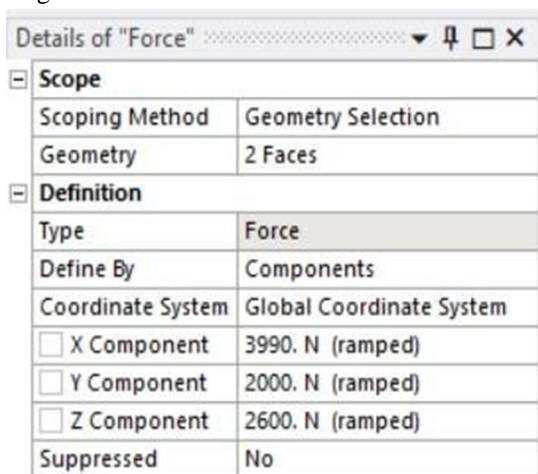 Details of "Force"
Scope
Scoping Method Geometry Selection
Geometry 2 Faces
Definition
Type Force
Define By Components
Coordinate System Global Coordinate System
X Component 3990. N (ramped)
Y Component 2000. N (ramped)
Z Component 2600. N (ramped)
Suppressed No